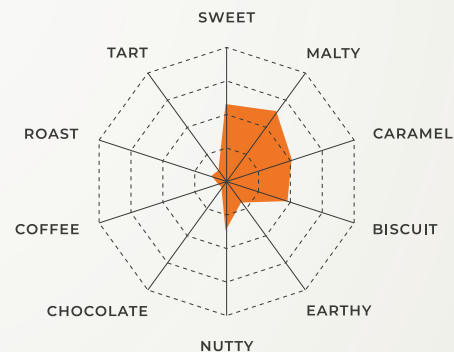 SWEET
TART
MALTY
ROAST
CARAMEL
COFFEE
BISCUIT
CHOCOLATE
EARTHY
NUTTY